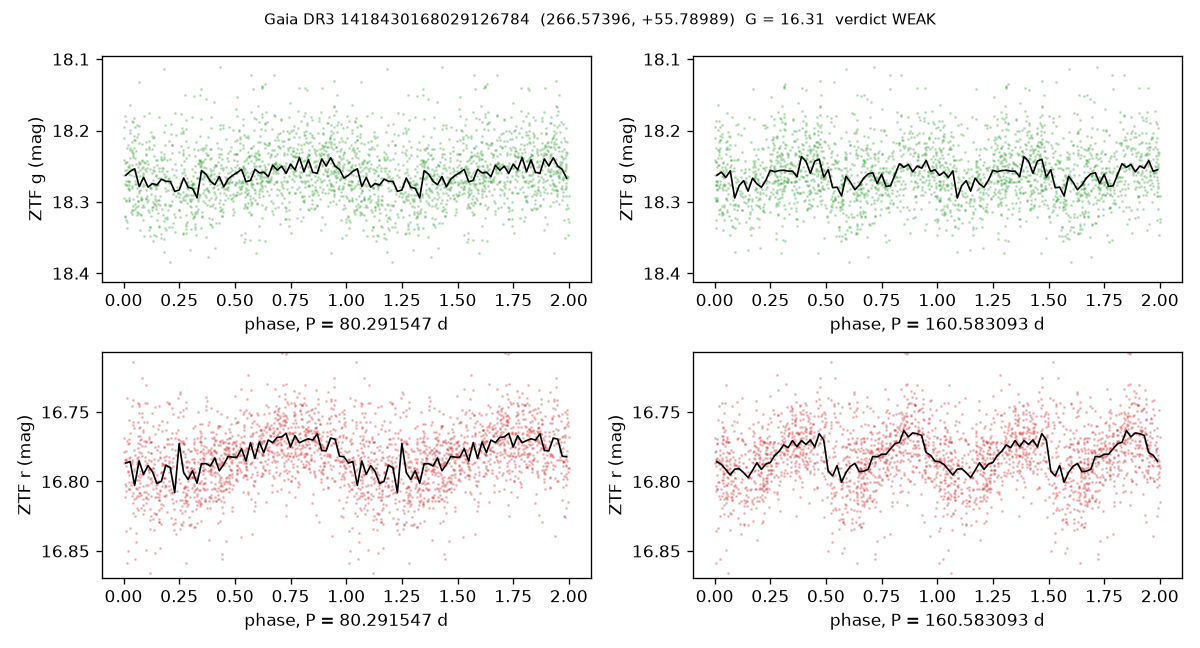 Gaia DR3 1418430168029126784 (266.57396, +55.78989) G = 16.31 verdict WEAK
ZTF g (mag)
18.1
18.2
18.3
18.4
0.00 0.25 0.50 0.75 1.00 1.25 1.50 1.75 2.00
phase, P = 80.291547 d
ZTF g (mag)
18.1
18.2
18.3
18.4
0.00 0.25 0.50 0.75 1.00 1.25 1.50 1.75 2.00
phase, P = 160.583093 d
ZTF r (mag)
16.75
16.80
16.85
0.00 0.25 0.50 0.75 1.00 1.25 1.50 1.75 2.00
phase, P = 80.291547 d
ZTF r (mag)
16.75
16.80
16.85
0.00 0.25 0.50 0.75 1.00 1.25 1.50 1.75 2.00
phase, P = 160.583093 d